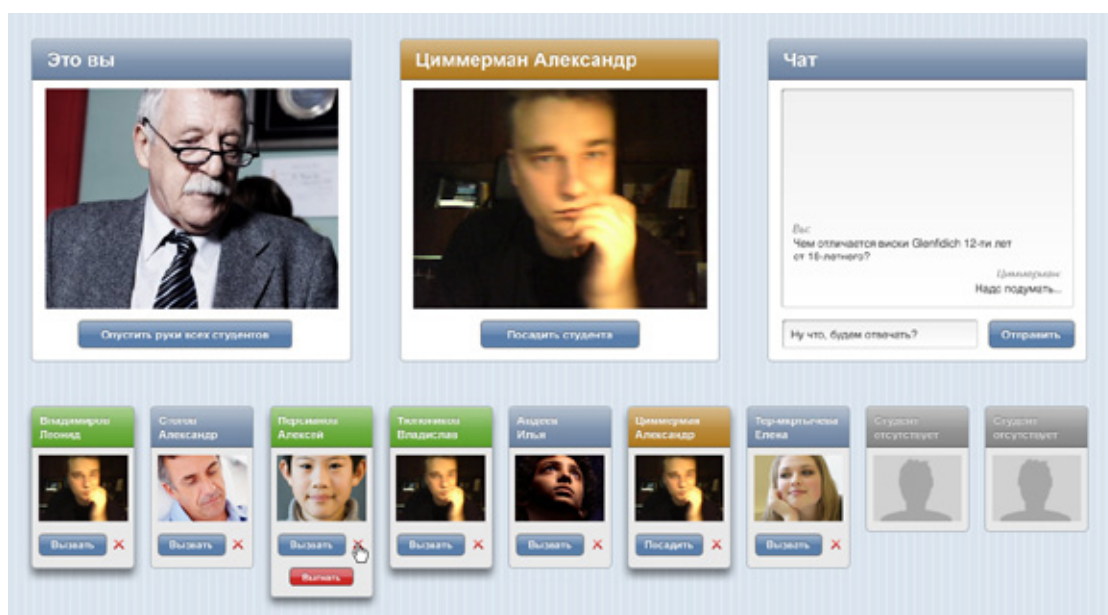 Это вы
Циммерман Александр
Чат
Вы:
Чем отличается виски Glenfidich 12-ти лет
от 18-летнего?
Циммерман:
Надо подумать...
Опустить руки всех студентов
Посадить студента
Ну что, будем отвечать?
Отправить
Владимиров
Леонид
Александр
Алексей
Владислав
Илья
Циммерман
Александр
Елена
Студент
отсутствует
Студент
отсутствует
Вызвать
Вызвать
Вызвать
Вызвать
Вызвать
Посадить
Вызвать
Выгнать